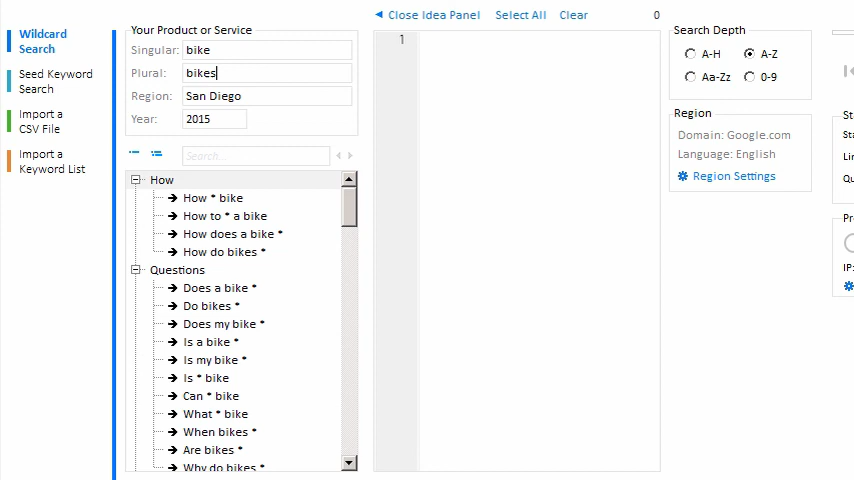 Wildcard
Search
Seed Keyword
Search
Import a
CSV File
Import a
Keyword List
Your Product or Service
Singular: bike
Plural: bikes
Region: San Diego
Year: 2015
Search...
How
How * bike
How to * a bike
How does a bike *
How do bikes *
Questions
Does a bike *
Do bikes *
Does my bike *
Is a bike *
Is my bike *
Is * bike
Can * bike
What * bike
When bikes *
Are bikes *
Why do bikes *
Close Idea Panel Select All Clear 0
1
Search Depth
A-H A-Z
Aa-Zz 0-9
Region
Domain: Google.com
Language: English
Region Settings
IP: